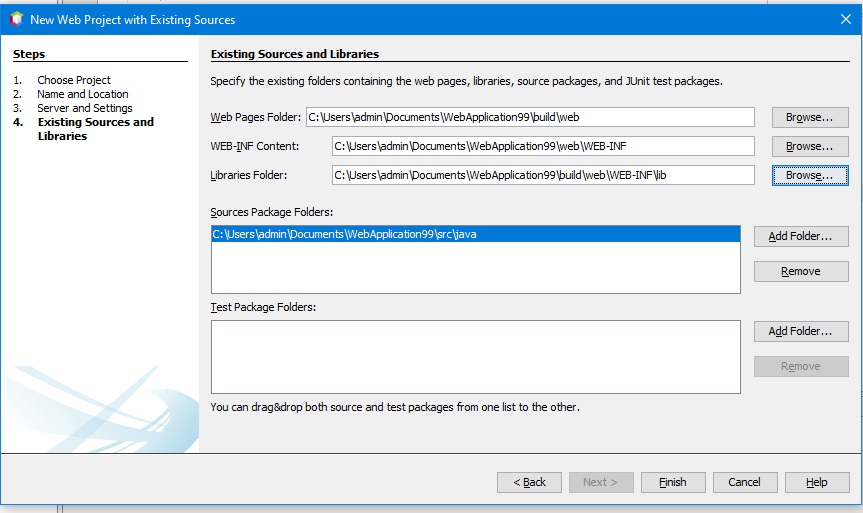 New Web Project with Existing Sources
Steps
1. Choose Project
2. Name and Location
3. Server and Settings
4. Existing Sources and
Libraries
Existing Sources and Libraries
Specify the existing folders containing the web pages, libraries, source packages, and JUnit test packages.
Web Pages Folder: C:\Users\admin\Documents\WebApplication99\build\web Browse...
WEB-INF Content: C:\Users\admin\Documents\WebApplication99\web\WEB-INF Browse...
Libraries Folder: C:\Users\admin\Documents\WebApplication99\build\web\WEB-INF\lib Browse...
Sources Package Folders:
C:\Users\admin\Documents\WebApplication99\src\java Add Folder...
Remove
Test Package Folders:
Add Folder...
Remove
You can drag&drop both source and test packages from one list to the other.
< Back Next > Finish Cancel Help